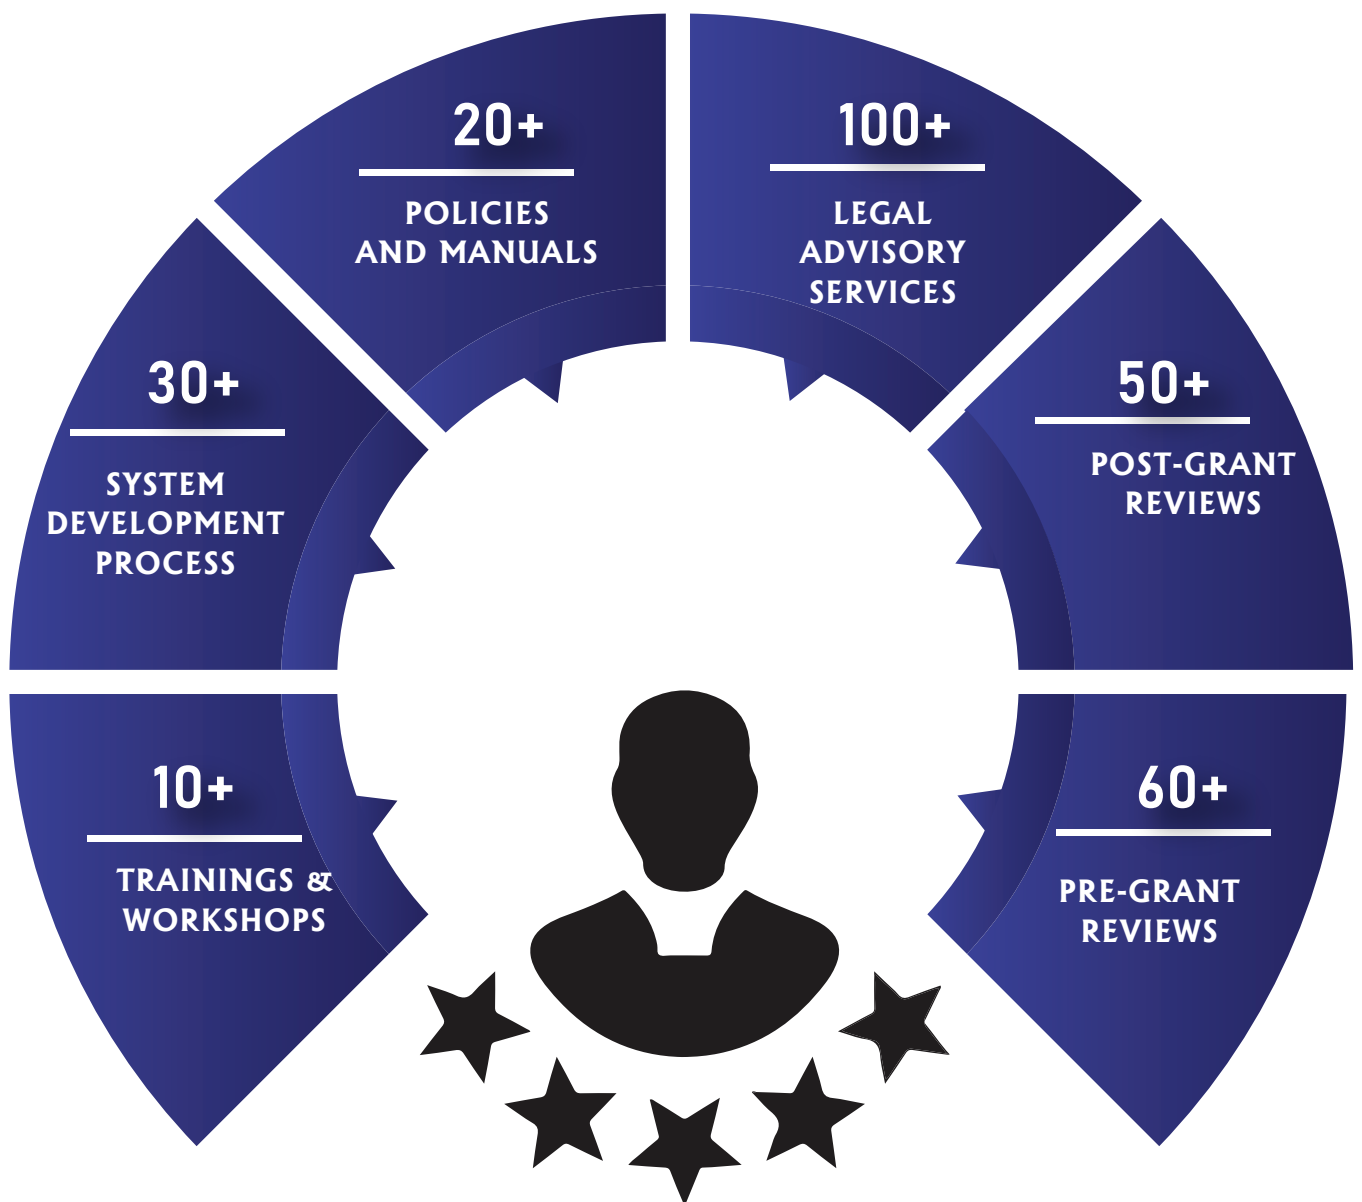 20+
POLICIES
AND MANUALS
100+
LEGAL
ADVISORY
SERVICES
30+
SYSTEM
DEVELOPMENT
PROCESS
50+
POST-GRANT
REVIEWS
10+
TRAININGS &
WORKSHOPS
60+
PRE-GRANT
REVIEWS